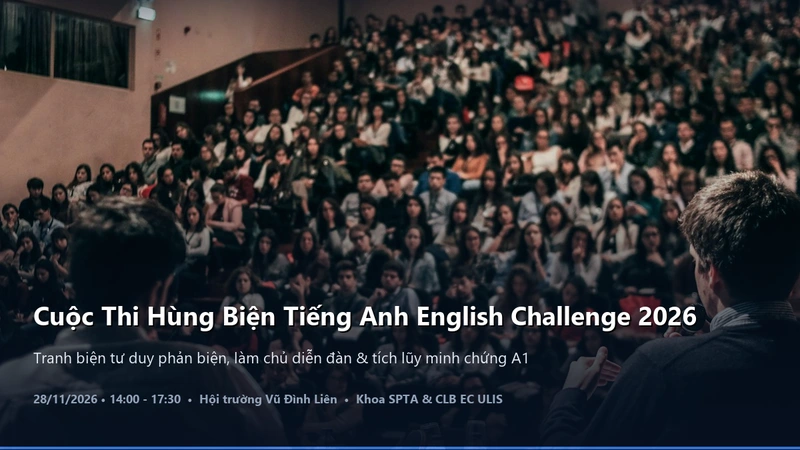 Cuộc Thi Hùng Biện Tiếng Anh English Challenge 2026
Tranh biện tư duy phản biện, làm chủ diễn đàn & tích lũy minh chứng A1
28/11/2026 • 14:00 - 17:30 • Hội trường Vũ Đình Liên • Khoa SPTA & CLB EC ULIS